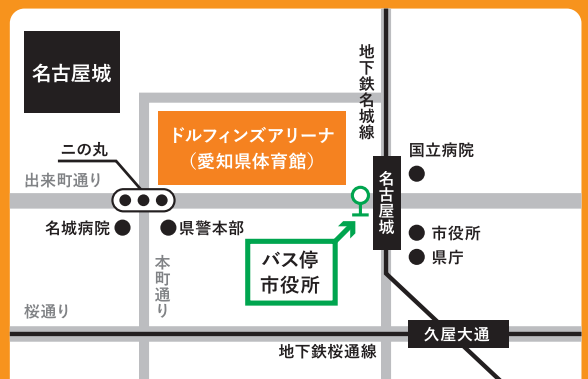 名古屋城
地下鉄名城線
ドルフィンズアリーナ
（愛知県体育館）
二の丸
国立病院
出来町通り
名古屋城
名城病院
県警本部
市役所
県庁
バス停
市役所
本町通り
桜通り
久屋大通
地下鉄桜通線